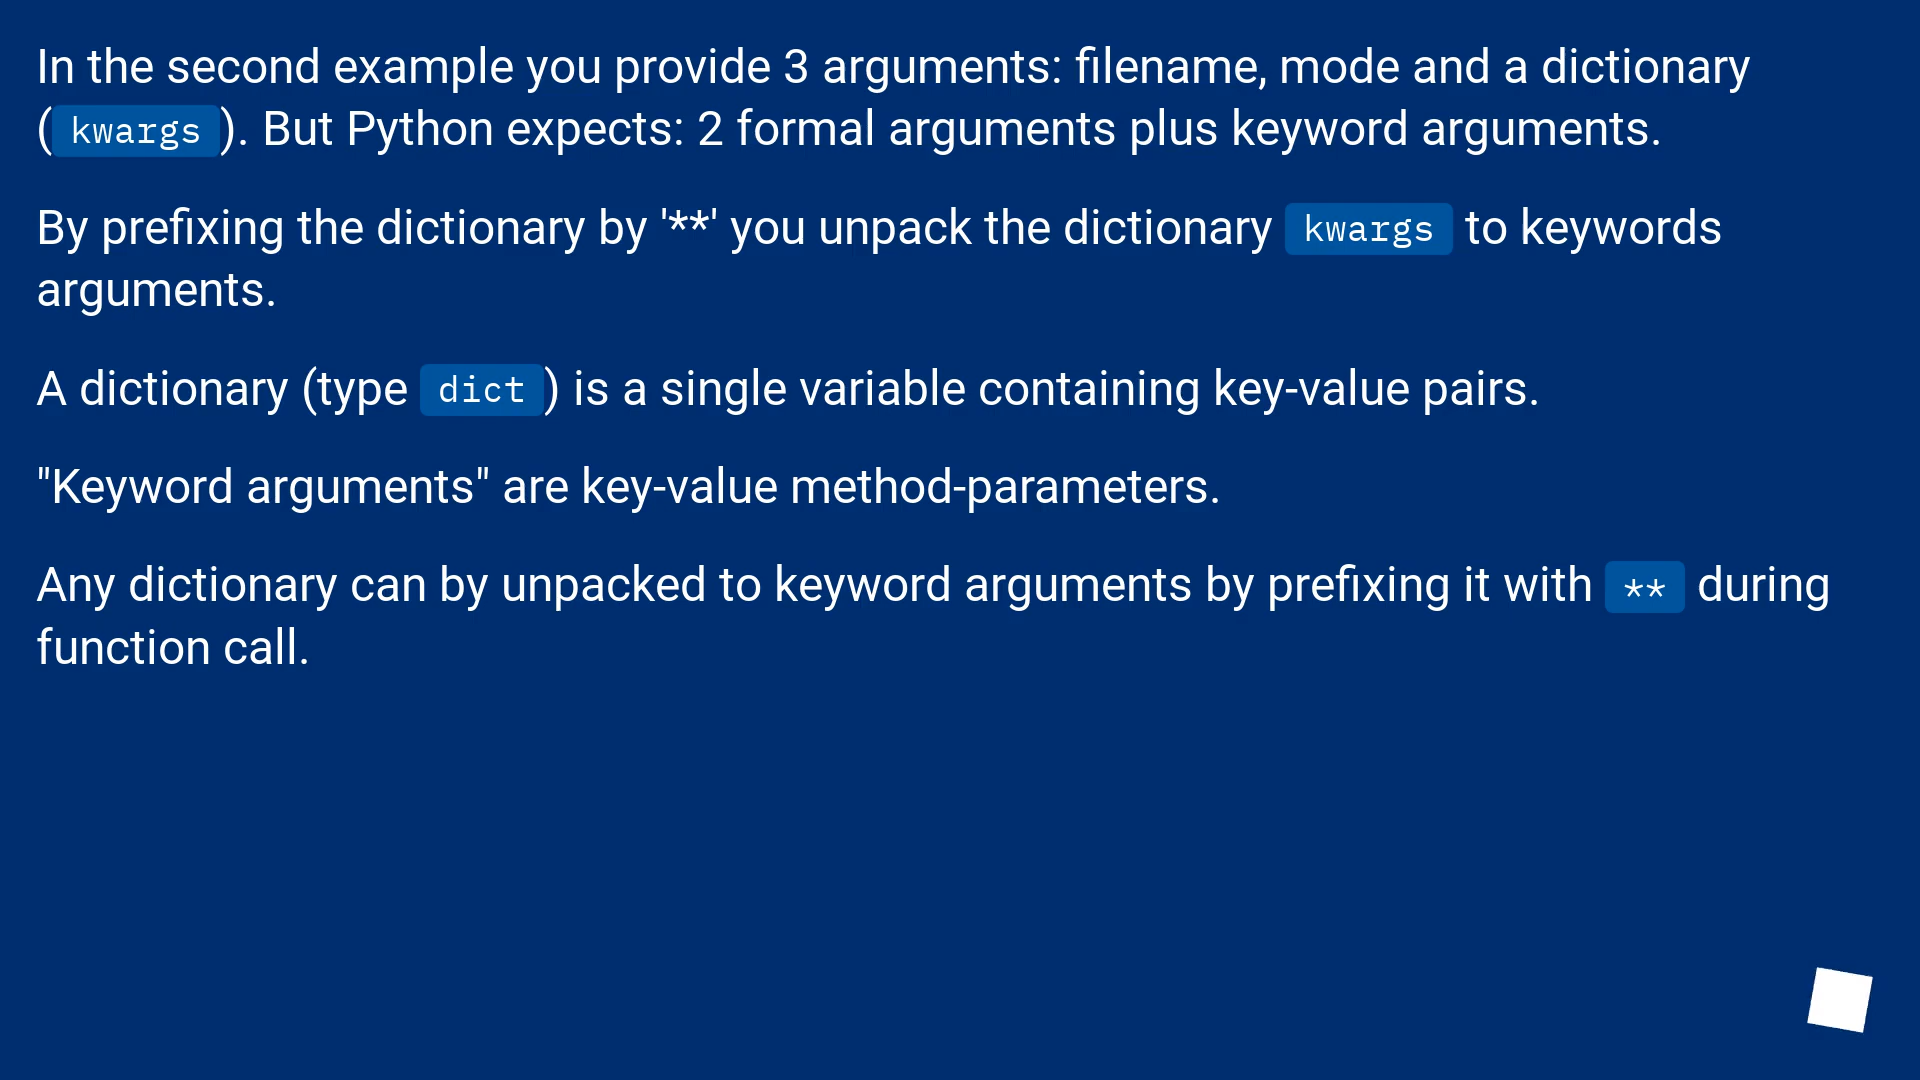 In the second example you provide 3 arguments: filename, mode and a dictionary
(kwargs). But Python expects: 2 formal arguments plus keyword arguments.
By prefixing the dictionary by '**' you unpack the dictionary kwargs to keywords
arguments.
A dictionary (type dict) is a single variable containing key-value pairs.
"Keyword arguments" are key-value method-parameters.
Any dictionary can by unpacked to keyword arguments by prefixing it with ** during
function call.